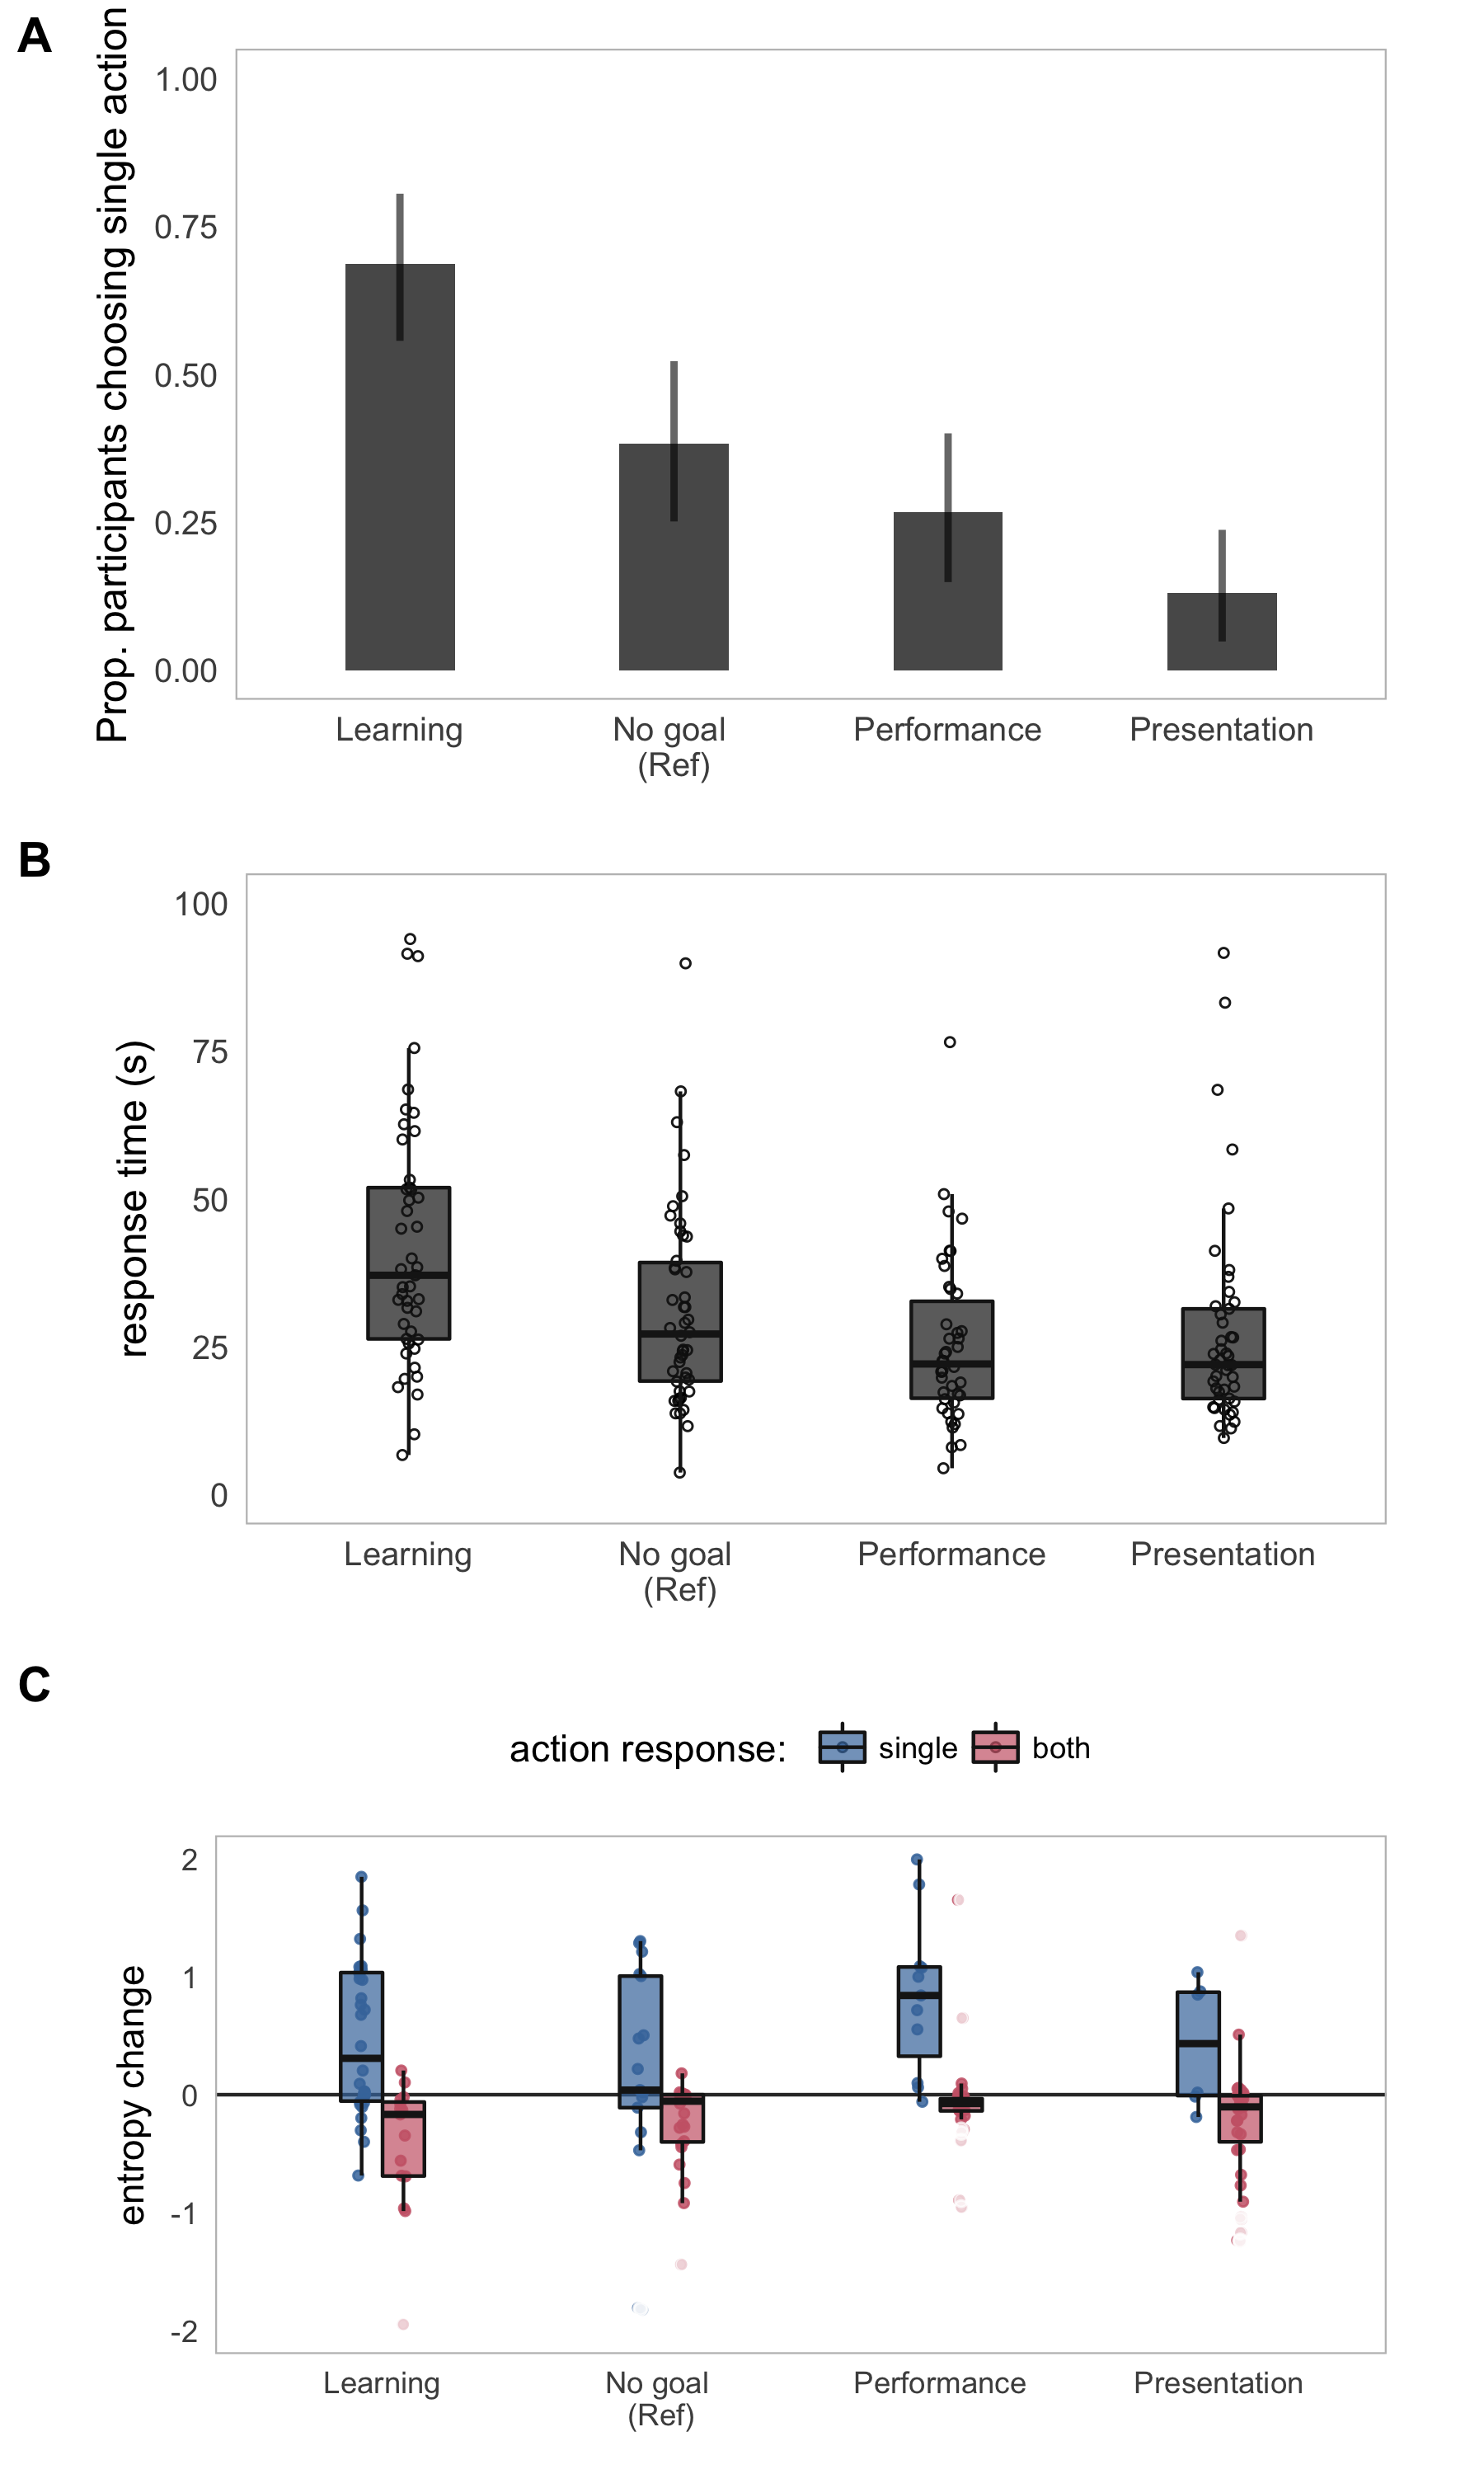 A
Prop. participants choosing single action
1.00
0.75
0.50
0.25
0.00
Learning
No goal
(Ref)
Performance
Presentation
B
response time (s)
100
75
50
25
0
Learning
No goal
(Ref)
Performance
Presentation
C
action response:
single
both
entropy change
2
1
0
-1
-2
Learning
No goal
(Ref)
Performance
Presentation